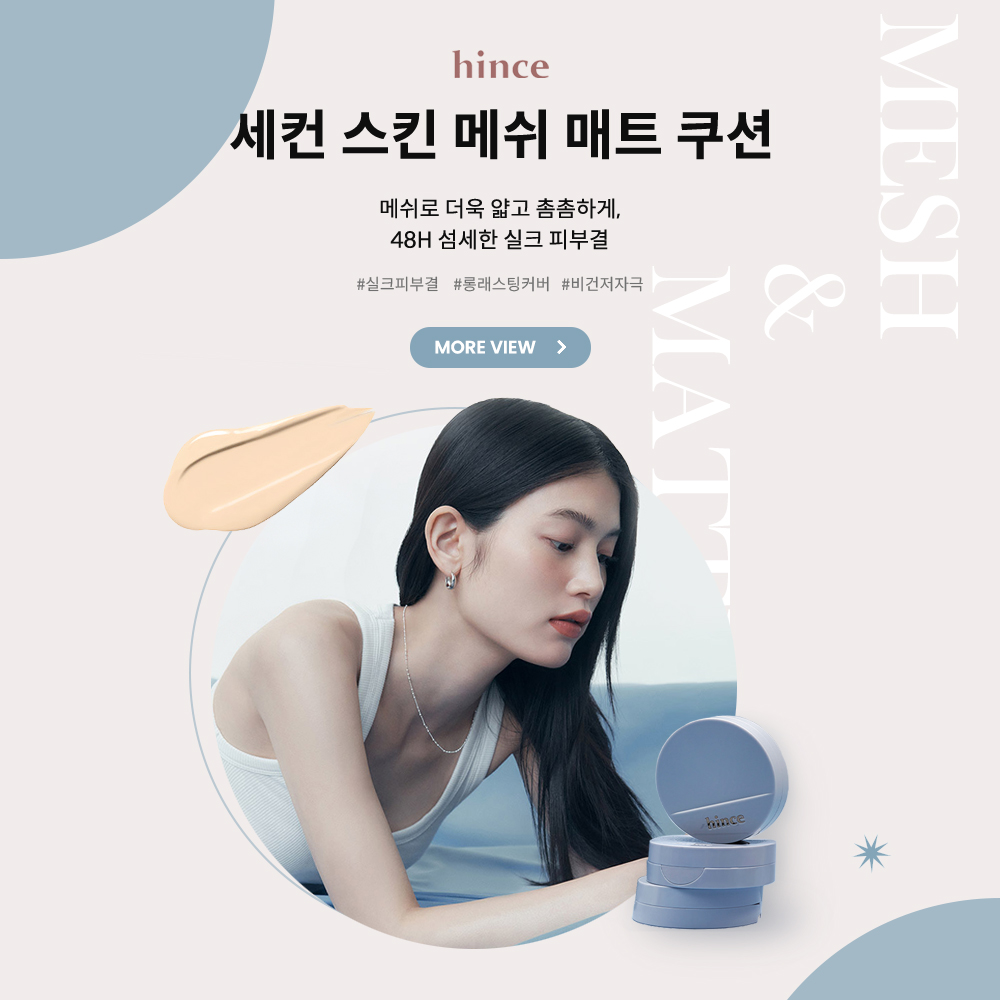 hince
세컨 스킨 메쉬 매트 쿠션
메쉬로 더욱 얇고 촘촘하게,
48H 섬세한 실크 피부결
#실크피부결 #롱래스팅커버 #비건저자극
MORE VIEW
MESH
&
MATT
hince